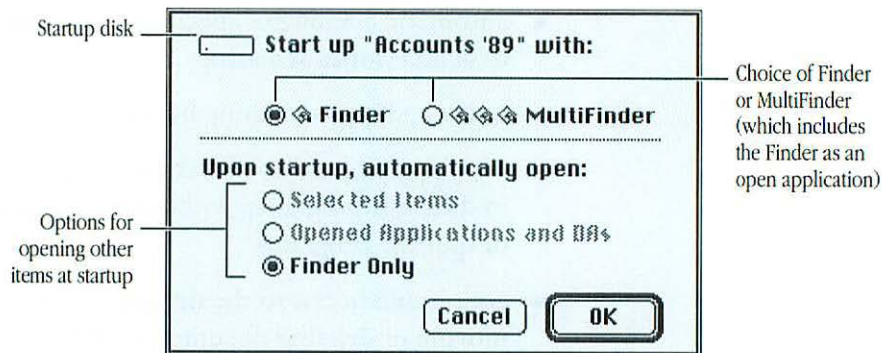 Startup disk
Start up "Accounts '89" with:
Finder
MultiFinder
Choice of Finder
or MultiFinder
(which includes
the Finder as an
open application)
Upon startup, automatically open:
Selected Items
Opened Applications and DAs
Finder Only
Options for
opening other
items at startup
Cancel
OK